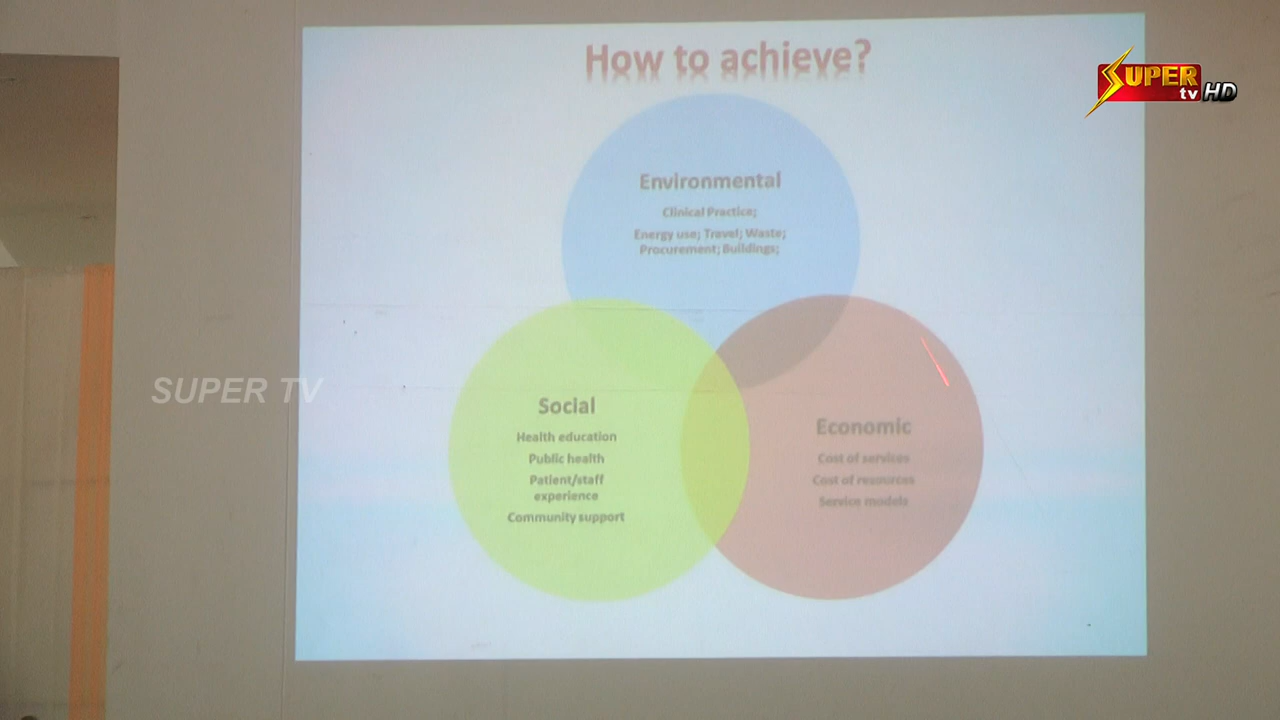 How to achieve?
SUPER
tv HD
Environmental
Clinical Practice;
Energy use; Travel; Waste;
Procurement; Buildings;
SUPER TV
Social
Health education
Public health
Patient/staff
experience
Community support
Economic
Cost of services
Cost of resources
Service models